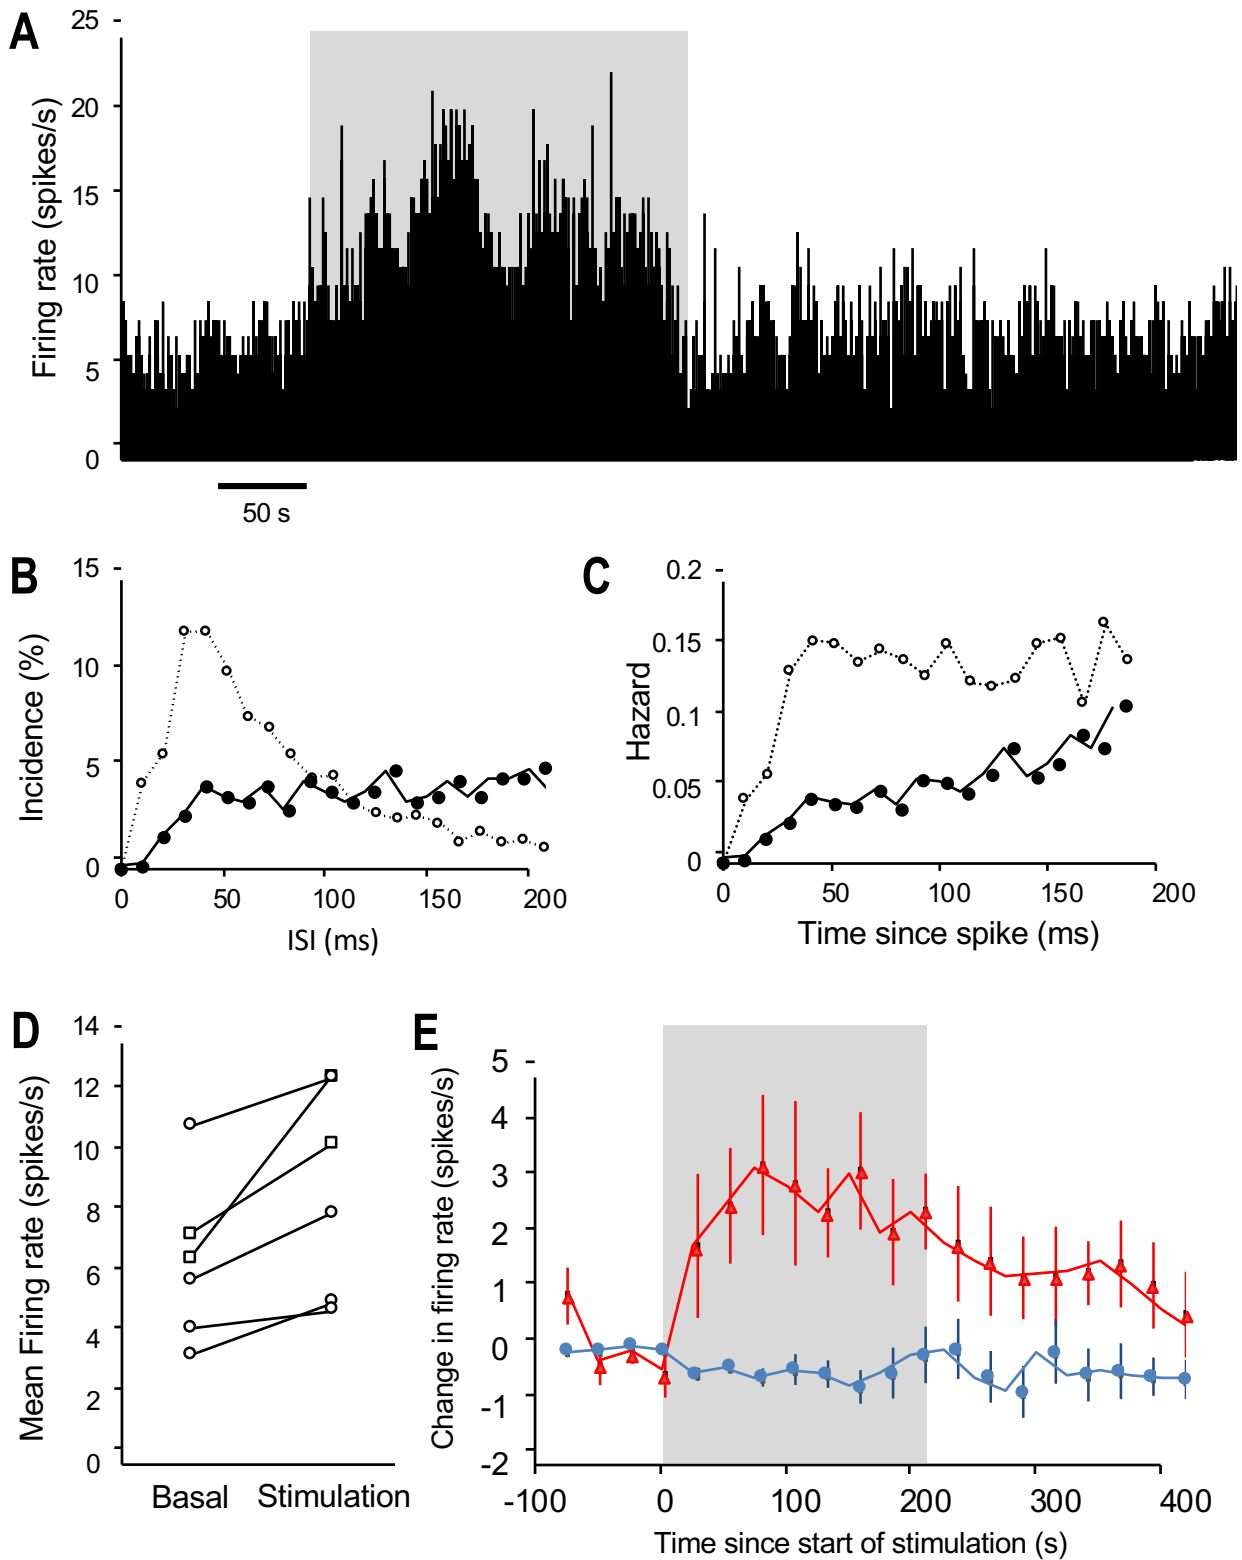 A
Firing rate (spikes/s)
25
20
15
10
5
0
50 s
B
Incidence (%)
15
10
5
0
0 50 100 150 200
ISI (ms)
C
Hazard
0.2
0.15
0.1
0.05
0
0 50 100 150 200
Time since spike (ms)
D
Mean Firing rate (spikes/s)
14
12
10
8
6
4
2
0
Basal Stimulation
E
Change in firing rate (spikes/s)
5
4
3
2
1
0
-1
-2
-100 0 100 200 300 400
Time since start of stimulation (s)